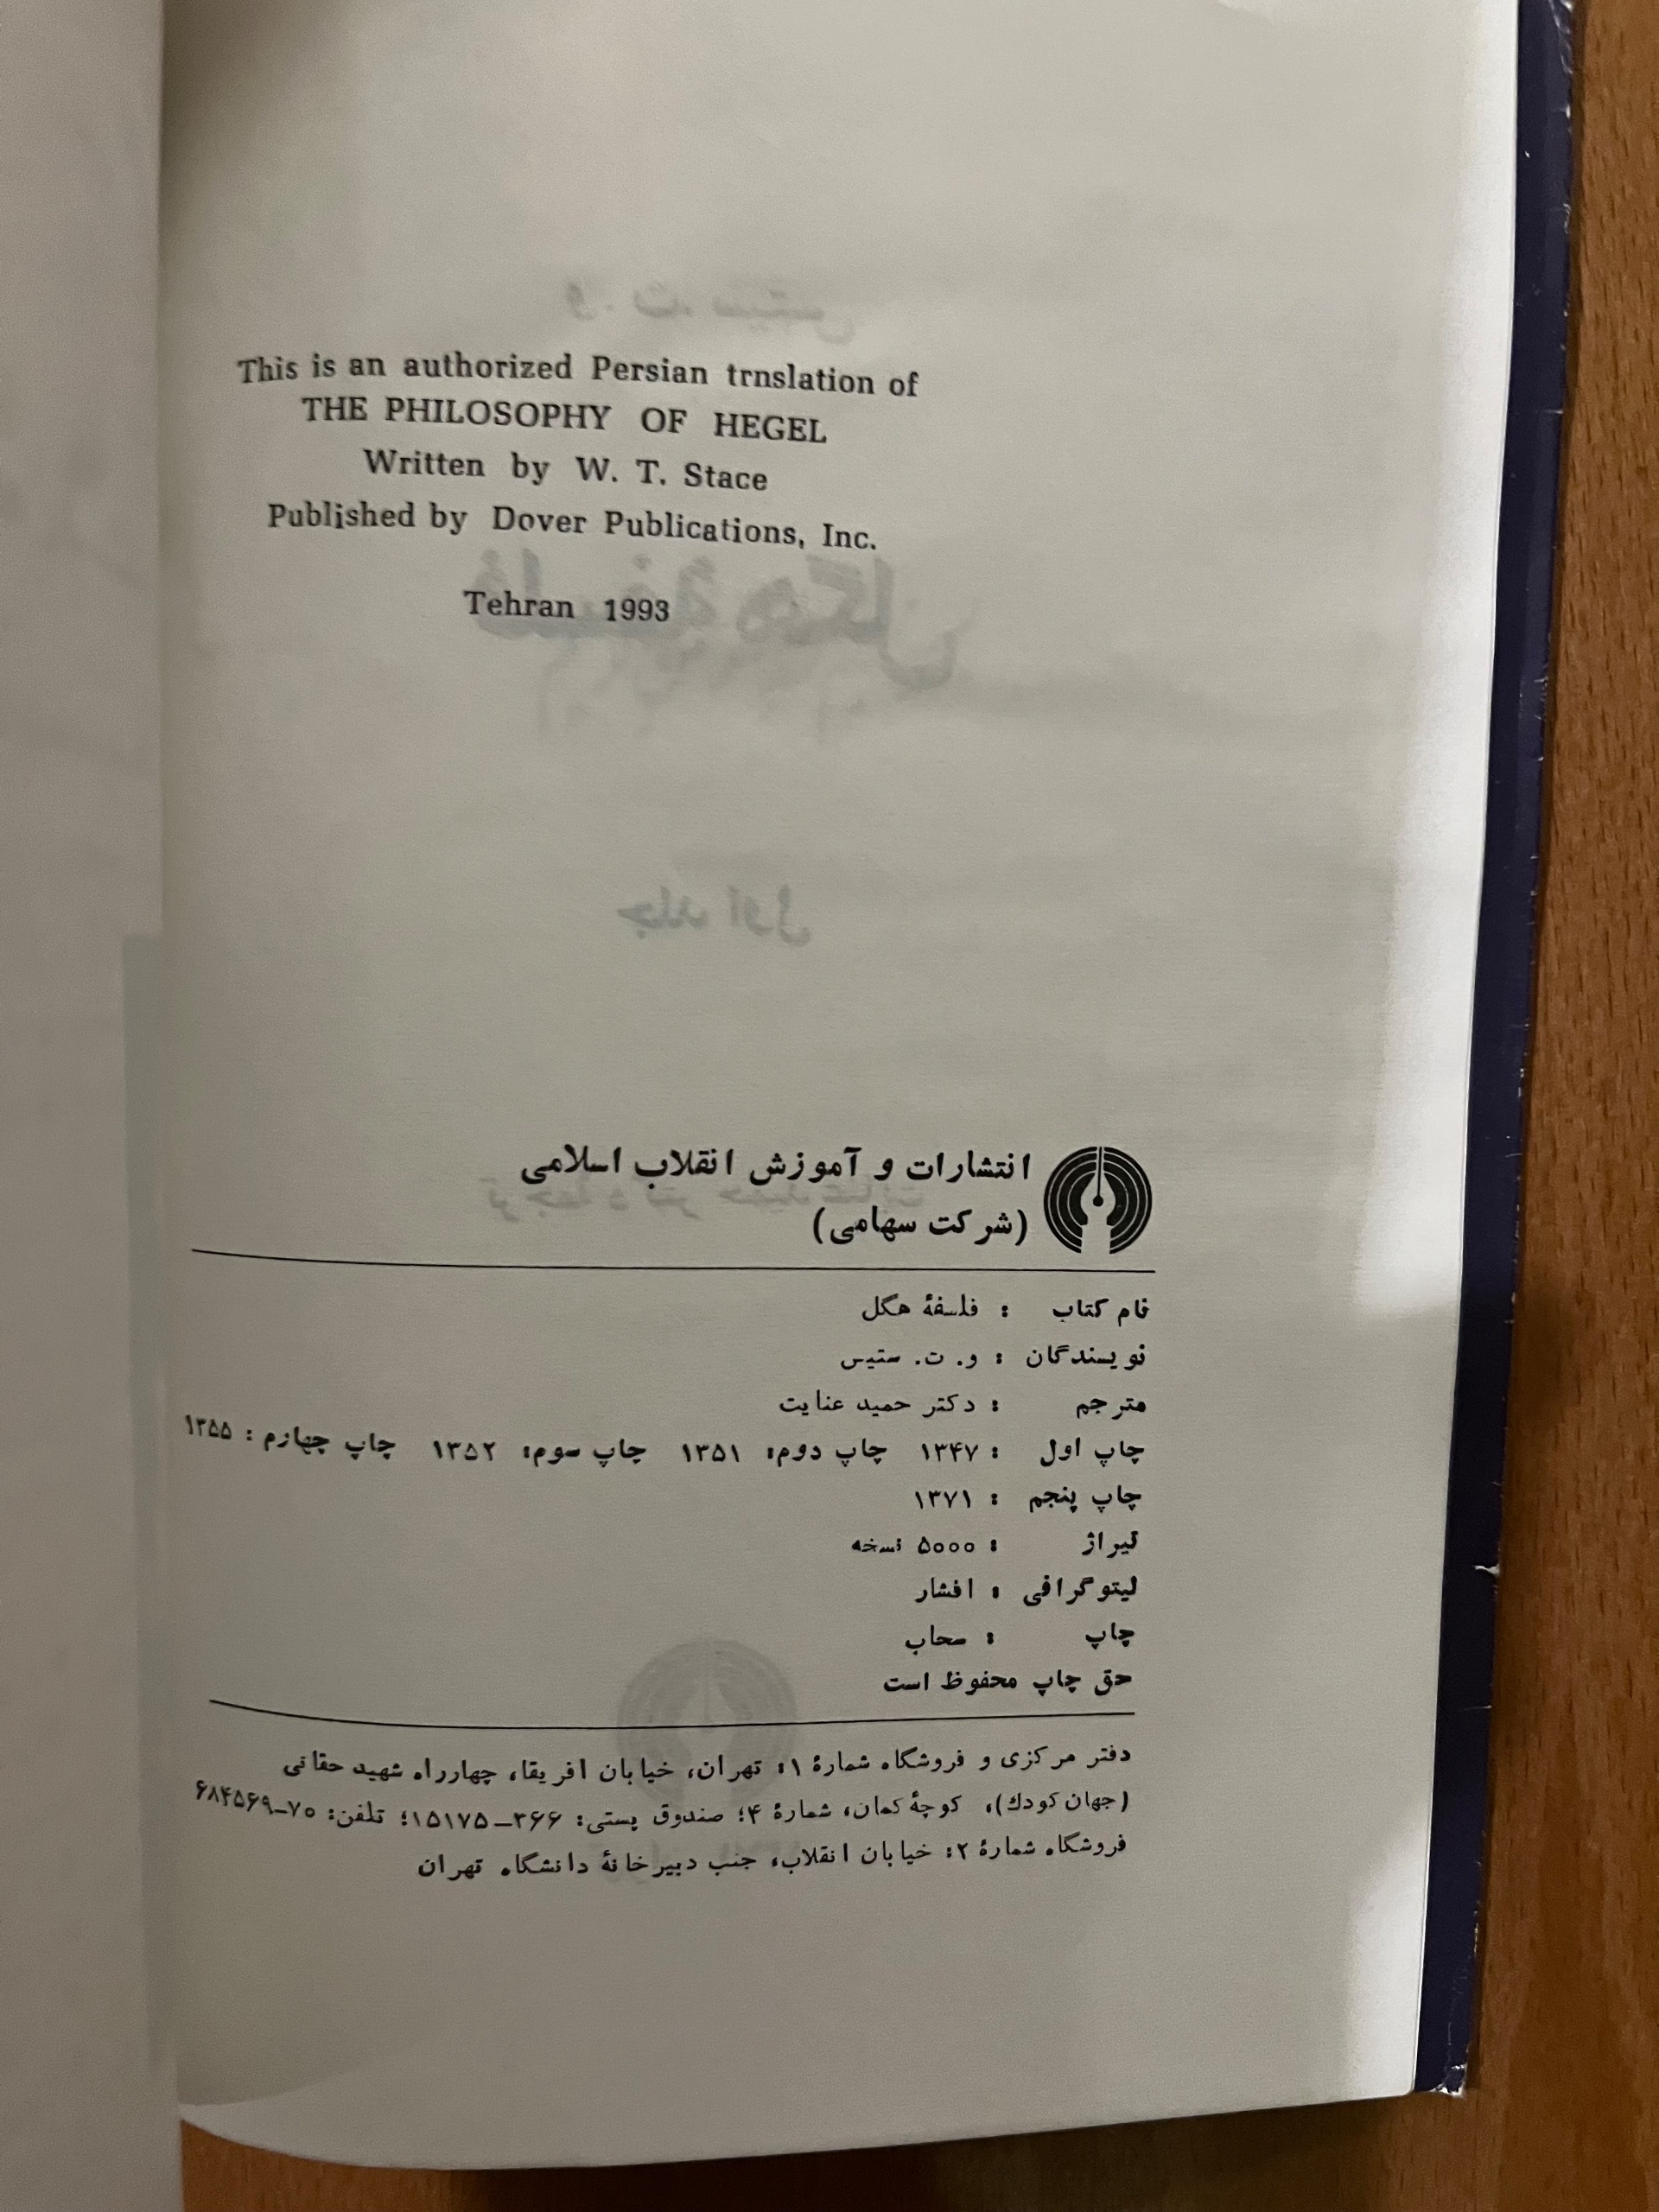 This is an authorized Persian trnslation of
THE PHILOSOPHY OF HEGEL
Written by W. T. Stace
Published by Dover Publications, Inc.
Tehran 1993
انتشارات و آموزش انقلاب اسلامی
(شرکت سهامی)
نام کتاب : فلسفهٔ هگل
نویسندگان : و. ت. ستیس
مترجم : دکتر حمید عنایت
چاپ اول : ۱۳۴۷ چاپ دوم: ۱۳۵۱ چاپ سوم: ۱۳۵۲ چاپ چهارم : ۱۳۵۵
چاپ پنجم : ۱۳۷۱
تیراژ : ۵۰۰۰ نسخه
لیتوگرافی : افشار
چاپ : سحاب
حق چاپ محفوظ است
دفتر مرکزی و فروشگاه شمارهٔ ۱: تهران، خیابان افریقا، چهارراه شهید حقانی
(جهان کودک)، کوچهٔ کمان، شمارهٔ ۴؛ صندوق پستی: ۳۶۶–۱۵۱۷۵؛ تلفن: ۷۰–۶۸۴۵۶۹
فروشگاه شمارهٔ ۲: خیابان انقلاب، جنب دبیرخانهٔ دانشگاه تهران